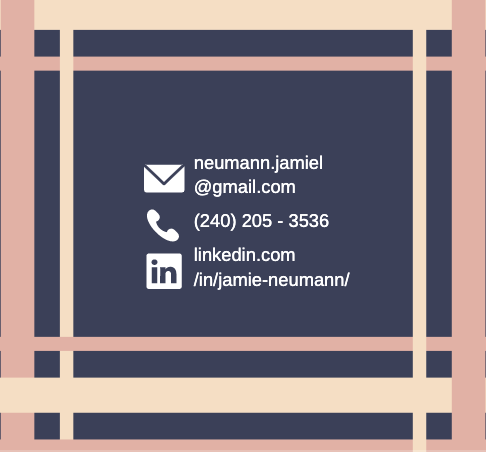 neumann.jamiel
@gmail.com
(240) 205 - 3536
linkedin.com
/in/jamie-neumann/